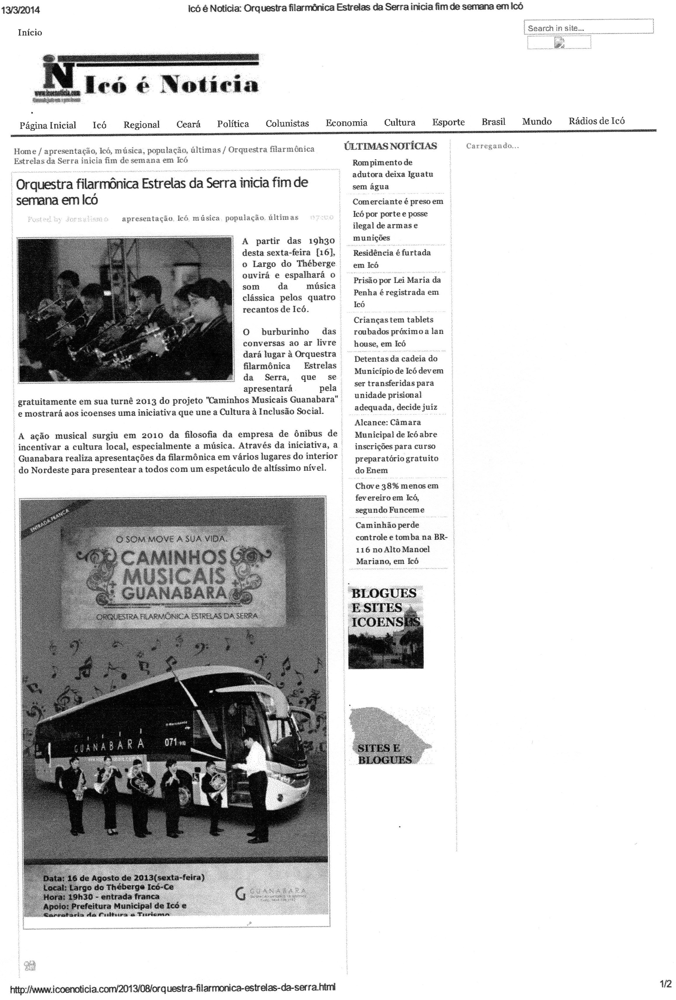 13/3/2014
Icó é Notícia: Orquestra filarmônica Estrelas da Serra inicia fim de semana em Icó
Início
Search in site...
iN
www.icoenoticia.com
Icó é Notícia
Página Inicial Icó Regional Ceará Política Colunistas Economia Cultura Esporte Brasil Mundo Rádios de Icó
Home / apresentação, Icó, música, população, últimas / Orquestra filarmônica
Estrelas da Serra inicia fim de semana em Icó
Orquestra filarmônica Estrelas da Serra inicia fim de
semana em Icó
Posted by Jornalismo apresentação, Icó, música, população, últimas 07:00
A partir das 19h30
desta sexta-feira [16],
o Largo do Théberge
ouvirá e espalhará o
som da música
clássica pelos quatro
recantos de Icó.
O burburinho das
conversas ao ar livre
dará lugar à Orquestra
filarmônica Estrelas
da Serra, que se
apresentará pela
gratuitamente em sua turnê 2013 do projeto "Caminhos Musicais Guanabara"
e mostrará aos icoenses uma iniciativa que une a Cultura à Inclusão Social.
A ação musical surgiu em 2010 da filosofia da empresa de ônibus de
incentivar a cultura local, especialmente a música. Através da iniciativa, a
Guanabara realiza apresentações da filarmônica em vários lugares do interior
do Nordeste para presentear a todos com um espetáculo de altíssimo nível.
ENTRADA FRANCA
O SOM MOVE A SUA VIDA.
CAMINHOS
MUSICAIS
GUANABARA
ORQUESTRA FILARMÔNICA ESTRELAS DA SERRA
GUANABARA
071
Data: 16 de Agosto de 2013(sexta-feira)
Local: Largo do Théberge Icó-Ce
Hora: 19h30 - entrada franca
Apoio: Prefeitura Municipal de Icó e
Secretaria de Cultura e Turismo
G GUANABARA
ÚLTIMAS NOTÍCIAS
Rompimento de
adutora deixa Iguatu
sem água
Comerciante é preso em
Icó por porte e posse
ilegal de armas e
munições
Residência é furtada
em Icó
Prisão por Lei Maria da
Penha é registrada em
Icó
Crianças tem tablets
roubados próximo a lan
house, em Icó
Detentas da cadeia do
Município de Icó devem
ser transferidas para
unidade prisional
adequada, decide juiz
Alcance: Câmara
Municipal de Icó abre
inscrições para curso
preparatório gratuito
do Enem
Chove 38% menos em
fevereiro em Icó,
segundo Funceme
Caminhão perde
controle e tomba na BR-
116 no Alto Manoel
Mariano, em Icó
BLOGUES
E SITES
ICOENSES
SITES E
BLOGUES
Carregando...
http://www.icoenoticia.com/2013/08/orquestra-filarmonica-estrelas-da-serra.html
1/2